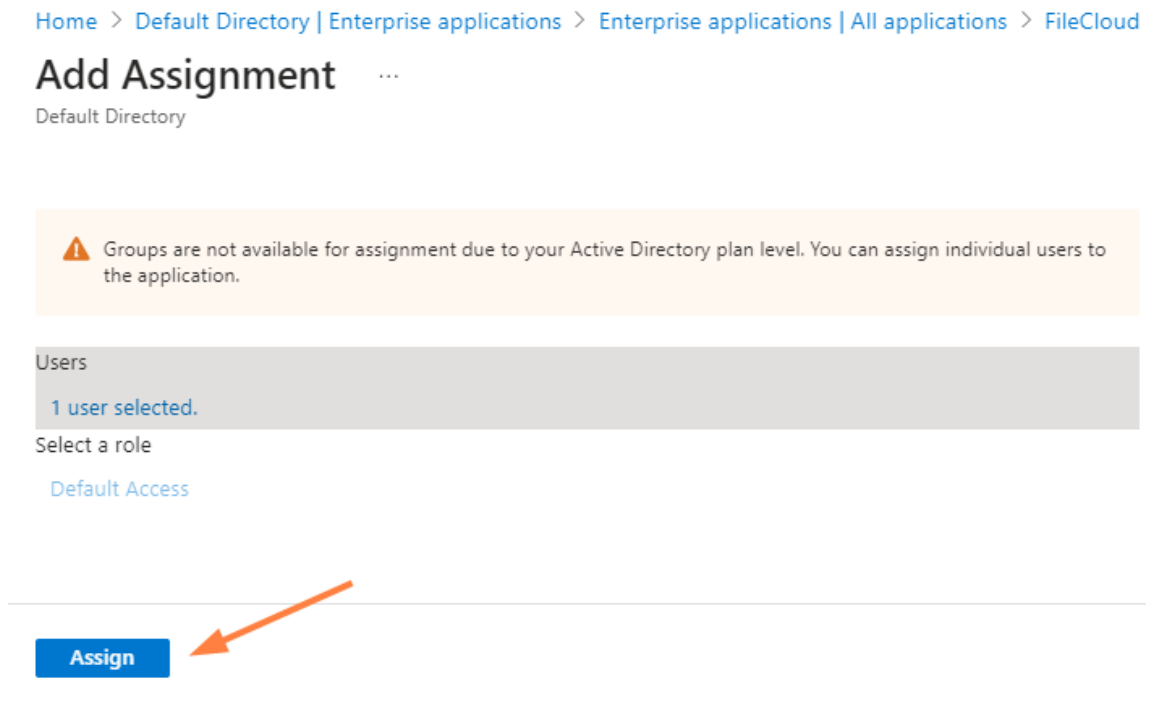 Home > Default Directory | Enterprise applications > Enterprise applications | All applications > FileCloud
Add Assignment ...
Default Directory
Groups are not available for assignment due to your Active Directory plan level. You can assign individual users to
the application.
Users
1 user selected.
Select a role
Default Access
Assign